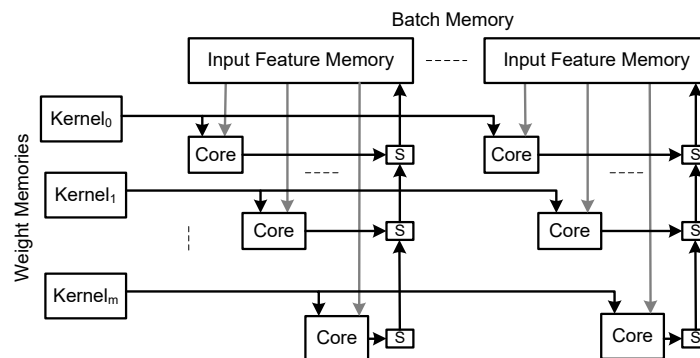 Batch Memory
Input Feature Memory
Input Feature Memory
Weight Memories
Kernel₀
Core
S
Core
S
Kernel₁
Core
S
Core
S
Kernelₘ
Core
S
Core
S